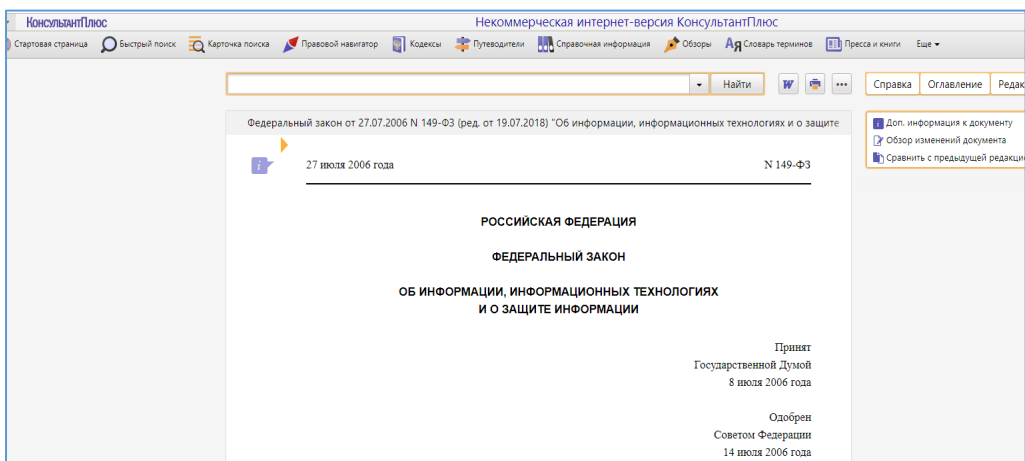 КонсультантПлюс
Некоммерческая интернет-версия КонсультантПлюс
Стартовая страница Быстрый поиск Карточка поиска Правовой навигатор Кодексы Путеводители Справочная информация Обзоры Словарь терминов Пресса и книги Еще
Найти W ... Справка Оглавление Редак
Федеральный закон от 27.07.2006 N 149-ФЗ (ред. от 19.07.2018) "Об информации, информационных технологиях и о защите
Доп. информация к документу
Обзор изменений документа
Сравнить с предыдущей редакцие
27 июля 2006 года N 149-ФЗ
РОССИЙСКАЯ ФЕДЕРАЦИЯ
ФЕДЕРАЛЬНЫЙ ЗАКОН
ОБ ИНФОРМАЦИИ, ИНФОРМАЦИОННЫХ ТЕХНОЛОГИЯХ
И О ЗАЩИТЕ ИНФОРМАЦИИ
Принят
Государственной Думой
8 июля 2006 года
Одобрен
Советом Федерации
14 июля 2006 года